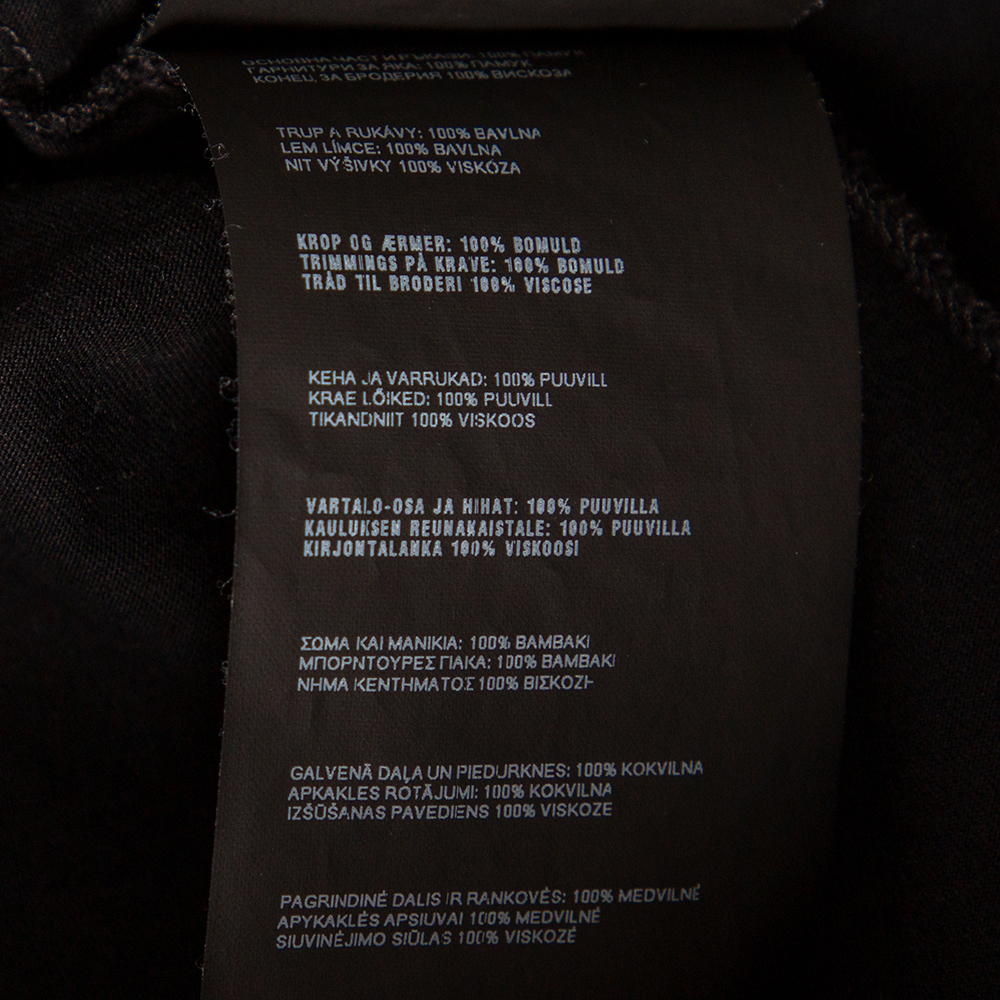 ОСНОВНА ЧАСТ И РЪКАВИ: 100% ПАМУК
ГАРНИТУРИ ЗА ЯКА: 100% ПАМУК
КОНЕЦ, ЗА БРОДЕРИЯ 100% ВИСКОЗА
TRUP A RUKÁVY: 100% BAVLNA
LEM LÍMCE: 100% BAVLNA
NIT VÝŠIVKY 100% VISKÓZA
KROP OG ÆRMER: 100% BOMULD
TRIMMINGS PÅ KRAVE: 100% BOMULD
TRÅD TIL BRODERI 100% VISCOSE
KEHA JA VARRUKAD: 100% PUUVILL
KRAE LÕIKED: 100% PUUVILL
TIKANDNIIT 100% VISKOOS
VARTALO-OSA JA HIHAT: 100% PUUVILLA
KAULUKSEN REUNAKAISTALE: 100% PUUVILLA
KIRJONTALANKA 100% VISKOOSI
ΣΩΜΑ ΚΑΙ ΜΑΝΙΚΙΑ: 100% ΒΑΜΒΑΚΙ
ΜΠΟΡΝΤΟΥΡΕΣ ΓΙΑΚΑ: 100% ΒΑΜΒΑΚΙ
ΝΗΜΑ ΚΕΝΤΗΜΑΤΟΣ 100% ΒΙΣΚΟΖΗ
GALVENĀ DAĻA UN PIEDURKNES: 100% KOKVILNA
APKAKLES ROTĀJUMI: 100% KOKVILNA
IZŠŪŠANAS PAVEDIENS 100% VISKOZE
PAGRINDINĖ DALIS IR RANKOVĖS: 100% MEDVILNĖ
APYKAKLĖS APSIUVAI 100% MEDVILNĖ
SIUVINĖJIMO SIŪLAS 100% VISKOZĖ